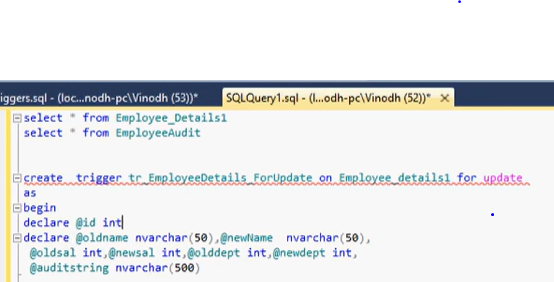 iggers.sql - (loc...nodh-pc\Vinodh (53))* SQLQuery1.sql - (l...odh-pc\Vinodh (52))*
select * from Employee_Details1
select * from EmployeeAudit
create trigger tr_EmployeeDetails_ForUpdate on Employee_details1 for update
as
begin
declare @id int
declare @oldname nvarchar(50),@newName nvarchar(50),
@oldsal int,@newsal int,@olddept int,@newdept int,
@auditstring nvarchar(500)